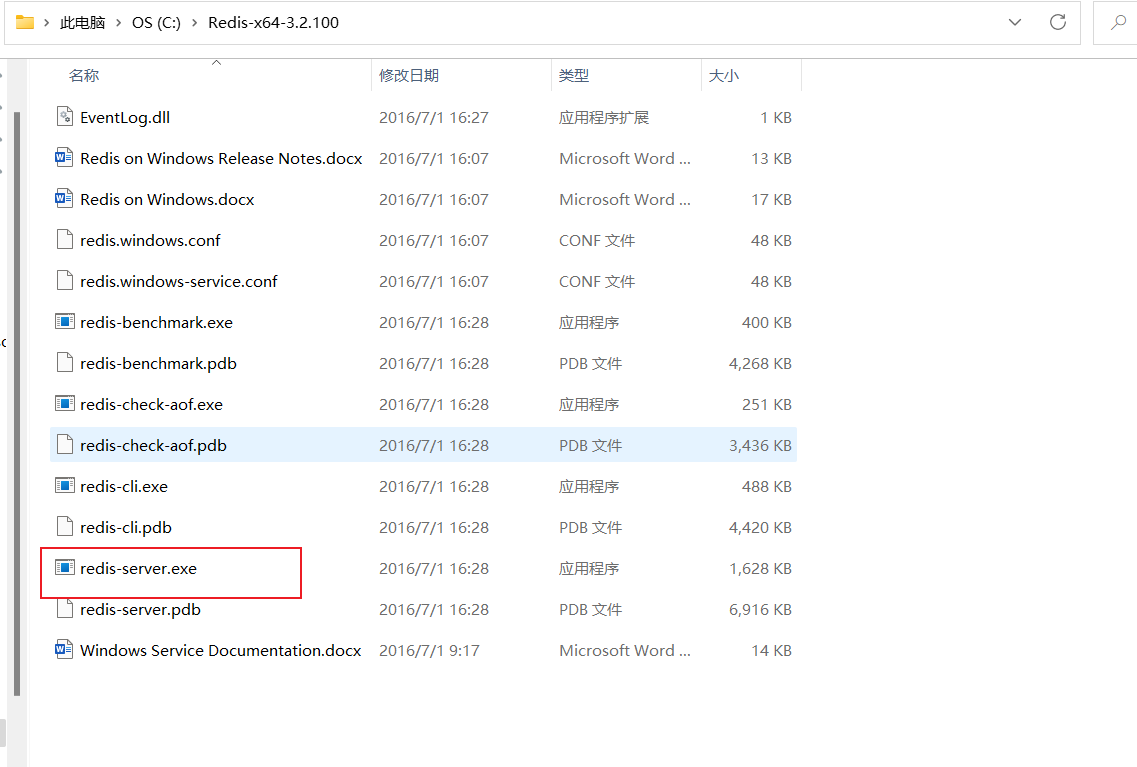 此电脑 > OS (C:) > Redis-x64-3.2.100
名称 修改日期 类型 大小
EventLog.dll 2016/7/1 16:27 应用程序扩展 1 KB
Redis on Windows Release Notes.docx 2016/7/1 16:07 Microsoft Word ... 13 KB
Redis on Windows.docx 2016/7/1 16:07 Microsoft Word ... 17 KB
redis.windows.conf 2016/7/1 16:07 CONF 文件 48 KB
redis.windows-service.conf 2016/7/1 16:07 CONF 文件 48 KB
redis-benchmark.exe 2016/7/1 16:28 应用程序 400 KB
redis-benchmark.pdb 2016/7/1 16:28 PDB 文件 4,268 KB
redis-check-aof.exe 2016/7/1 16:28 应用程序 251 KB
redis-check-aof.pdb 2016/7/1 16:28 PDB 文件 3,436 KB
redis-cli.exe 2016/7/1 16:28 应用程序 488 KB
redis-cli.pdb 2016/7/1 16:28 PDB 文件 4,420 KB
redis-server.exe 2016/7/1 16:28 应用程序 1,628 KB
redis-server.pdb 2016/7/1 16:28 PDB 文件 6,916 KB
Windows Service Documentation.docx 2016/7/1 9:17 Microsoft Word ... 14 KB